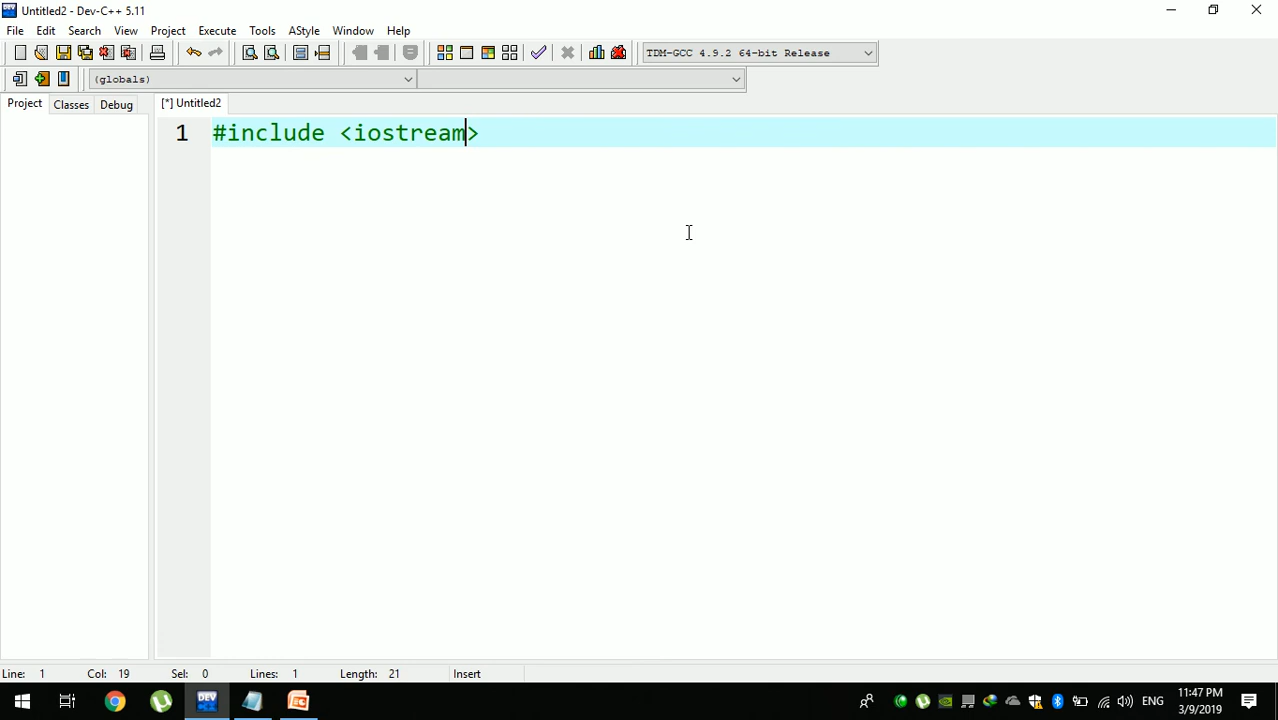 Untitled2 - Dev-C++ 5.11
File Edit Search View Project Execute Tools AStyle Window Help
TDM-GCC 4.9.2 64-bit Release
(globals)
Project Classes Debug [*] Untitled2
1 #include <iostream>
Line: 1 Col: 19 Sel: 0 Lines: 1 Length: 21 Insert
DEV
ENG
11:47 PM
3/9/2019